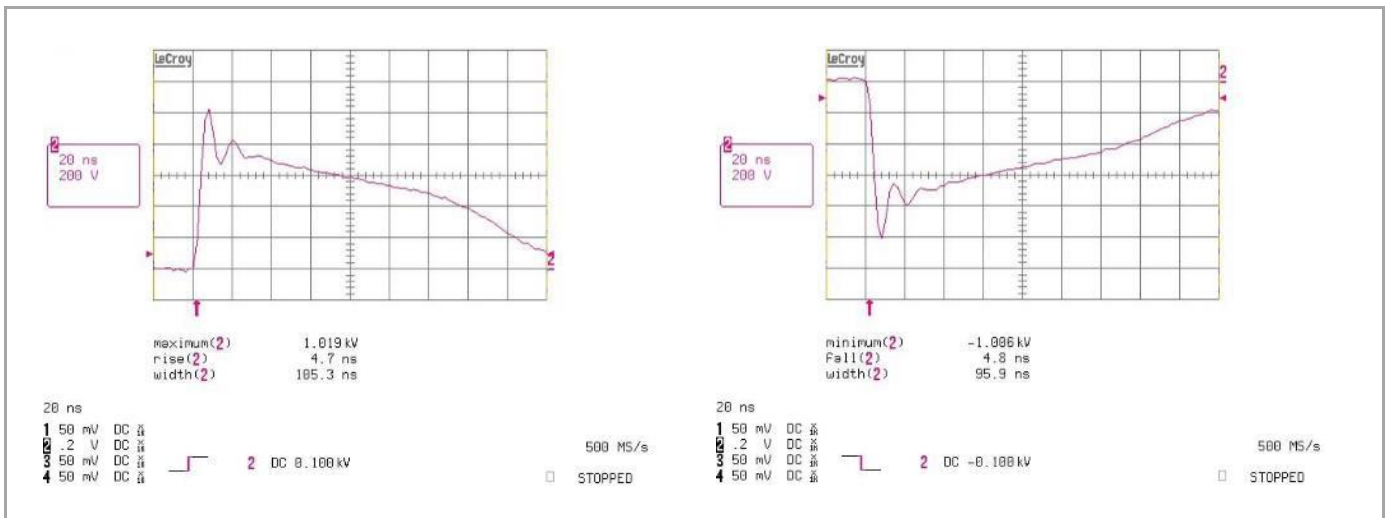 LeCroy
2
20 ns
200 V
2
maximum(2) 1.019 kV
rise(2) 4.7 ns
width(2) 105.3 ns
20 ns
1 50 mV DC
2 .2 V DC
3 50 mV DC
4 50 mV DC
2 DC 0.100 kV
500 MS/s
STOPPED
LeCroy
2
2
20 ns
200 V
minimum(2) -1.006 kV
Fall(2) 4.8 ns
width(2) 95.9 ns
20 ns
1 50 mV DC
2 .2 V DC
3 50 mV DC
4 50 mV DC
2 DC -0.100 kV
500 MS/s
STOPPED